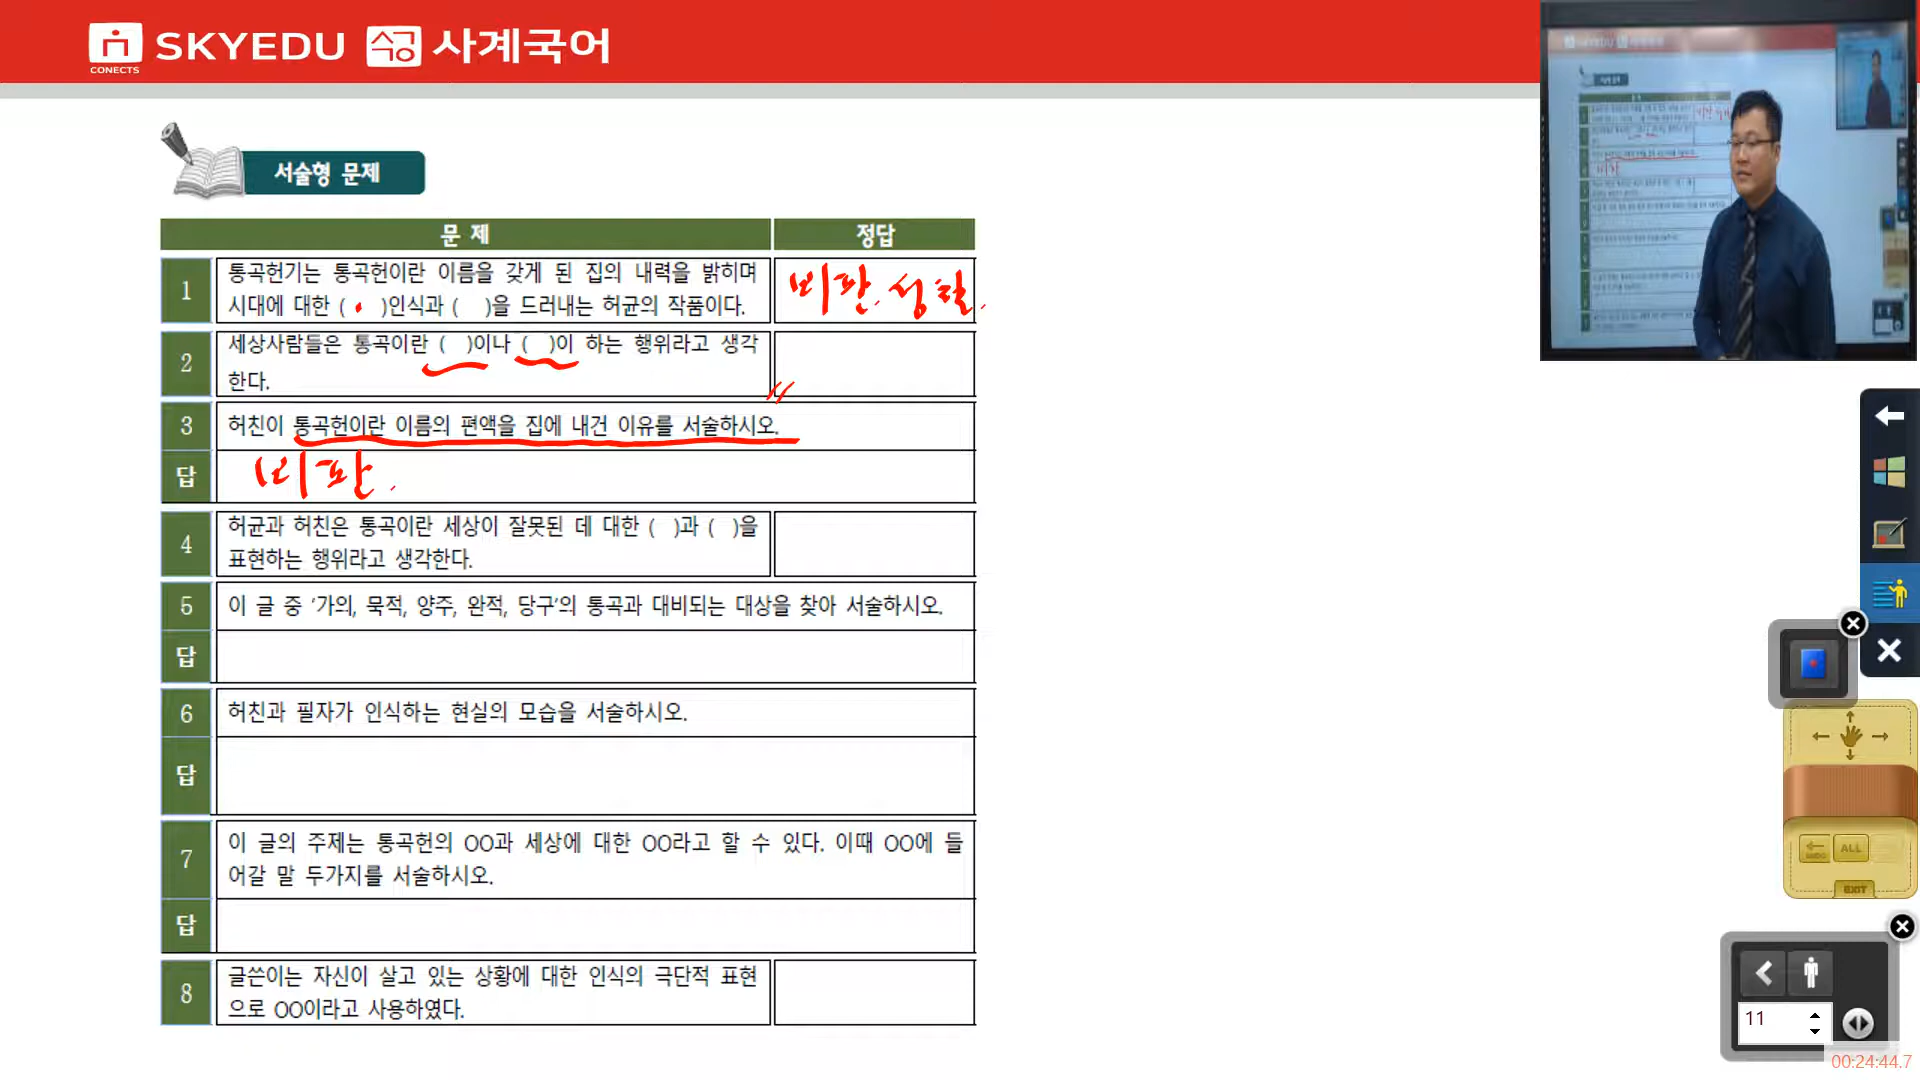 CONECTS
SKYEDU 사계국어
서술형 문제
문 제
정답
1
통곡헌기는 통곡헌이란 이름을 갖게 된 집의 내력을 밝히며
시대에 대한 ( )인식과 ( )을 드러내는 허균의 작품이다.
비판. 성찰.
2
세상사람들은 통곡이란 ( )이나 ( )이 하는 행위라고 생각
한다.
3
허친이 통곡헌이란 이름의 편액을 집에 내건 이유를 서술하시오.
답
비판.
4
허균과 허친은 통곡이란 세상이 잘못된 데 대한 ( )과 ( )을
표현하는 행위라고 생각한다.
5
이 글 중 '가의, 묵적, 양주, 완적, 당구'의 통곡과 대비되는 대상을 찾아 서술하시오.
답
6
허친과 필자가 인식하는 현실의 모습을 서술하시오.
답
7
이 글의 주제는 통곡헌의 OO과 세상에 대한 OO라고 할 수 있다. 이때 OO에 들
어갈 말 두가지를 서술하시오.
답
8
글쓴이는 자신이 살고 있는 상황에 대한 인식의 극단적 표현
으로 OO이라고 사용하였다.
ALL
EXIT
11
00:24:44.7